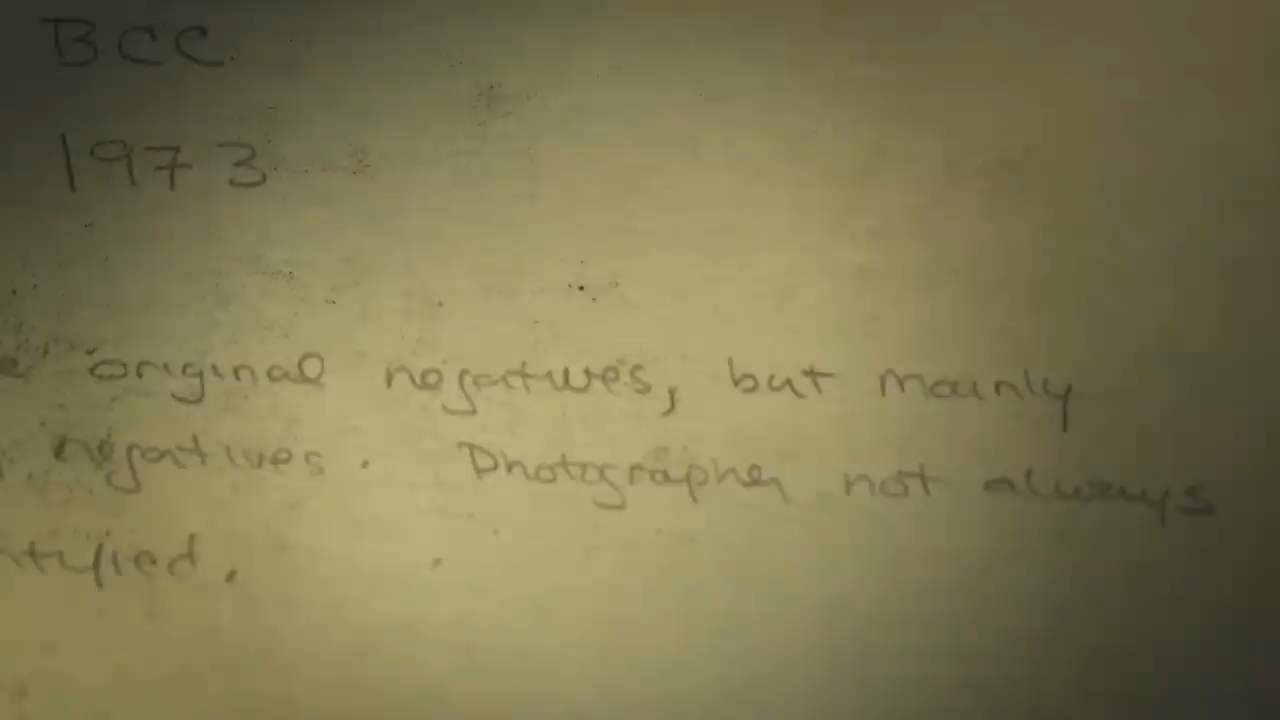 BCC
1973
original negatives, but mainly
negatives. Photographer not always
ntified.